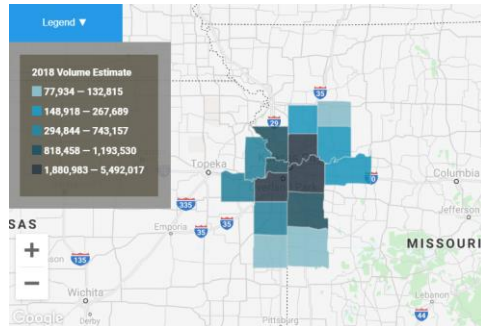 Legend ▼
2018 Volume Estimate
77,934 – 132,815
148,918 – 267,689
294,844 – 743,157
818,458 – 1,193,530
1,880,983 – 5,492,017
35
29
Topeka
Columbia
Jefferson
335
35
Emporia
35
SAS
MISSOURI
+
135
−
Wichita
Lebanon
Google
Derby
Pittsburg
44